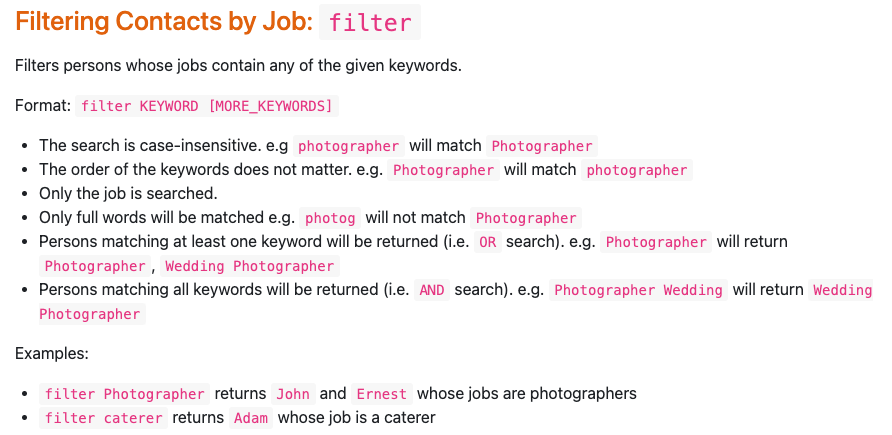 Filtering Contacts by Job: filter
Filters persons whose jobs contain any of the given keywords.
Format: filter KEYWORD [MORE_KEYWORDS]
• The search is case-insensitive. e.g photographer will match Photographer
• The order of the keywords does not matter. e.g. Photographer will match photographer
• Only the job is searched.
• Only full words will be matched e.g. photog will not match Photographer
• Persons matching at least one keyword will be returned (i.e. OR search). e.g. Photographer will return
Photographer, Wedding Photographer
• Persons matching all keywords will be returned (i.e. AND search). e.g. Photographer Wedding will return Wedding
Photographer
Examples:
• filter Photographer returns John and Ernest whose jobs are photographers
• filter caterer returns Adam whose job is a caterer